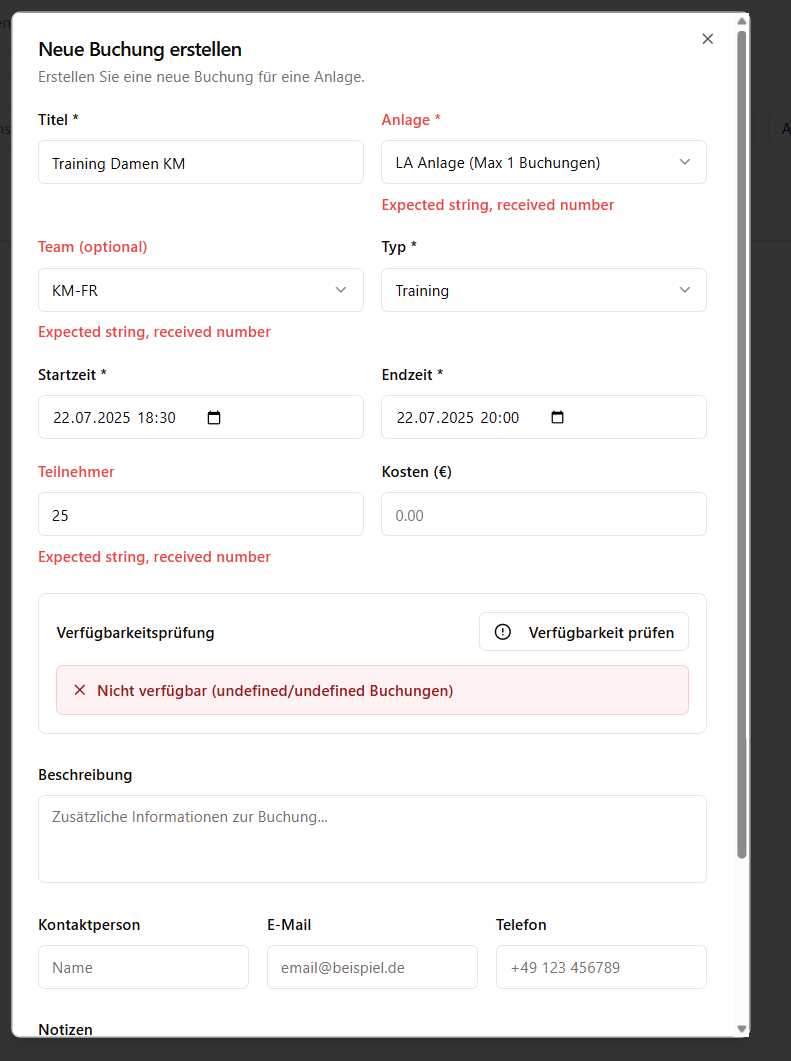 Neue Buchung erstellen
Erstellen Sie eine neue Buchung für eine Anlage.
Titel *
Anlage *
Training Damen KM
LA Anlage (Max 1 Buchungen)
Expected string, received number
Team (optional)
Typ *
KM-FR
Training
Expected string, received number
Startzeit *
Endzeit *
22.07.2025 18:30
22.07.2025 20:00
Teilnehmer
Kosten (€)
25
0.00
Expected string, received number
Verfügbarkeitsprüfung
Verfügbarkeit prüfen
Nicht verfügbar (undefined/undefined Buchungen)
Beschreibung
Zusätzliche Informationen zur Buchung...
Kontaktperson
E-Mail
Telefon
Name
email@beispiel.de
+49 123 456789
Notizen